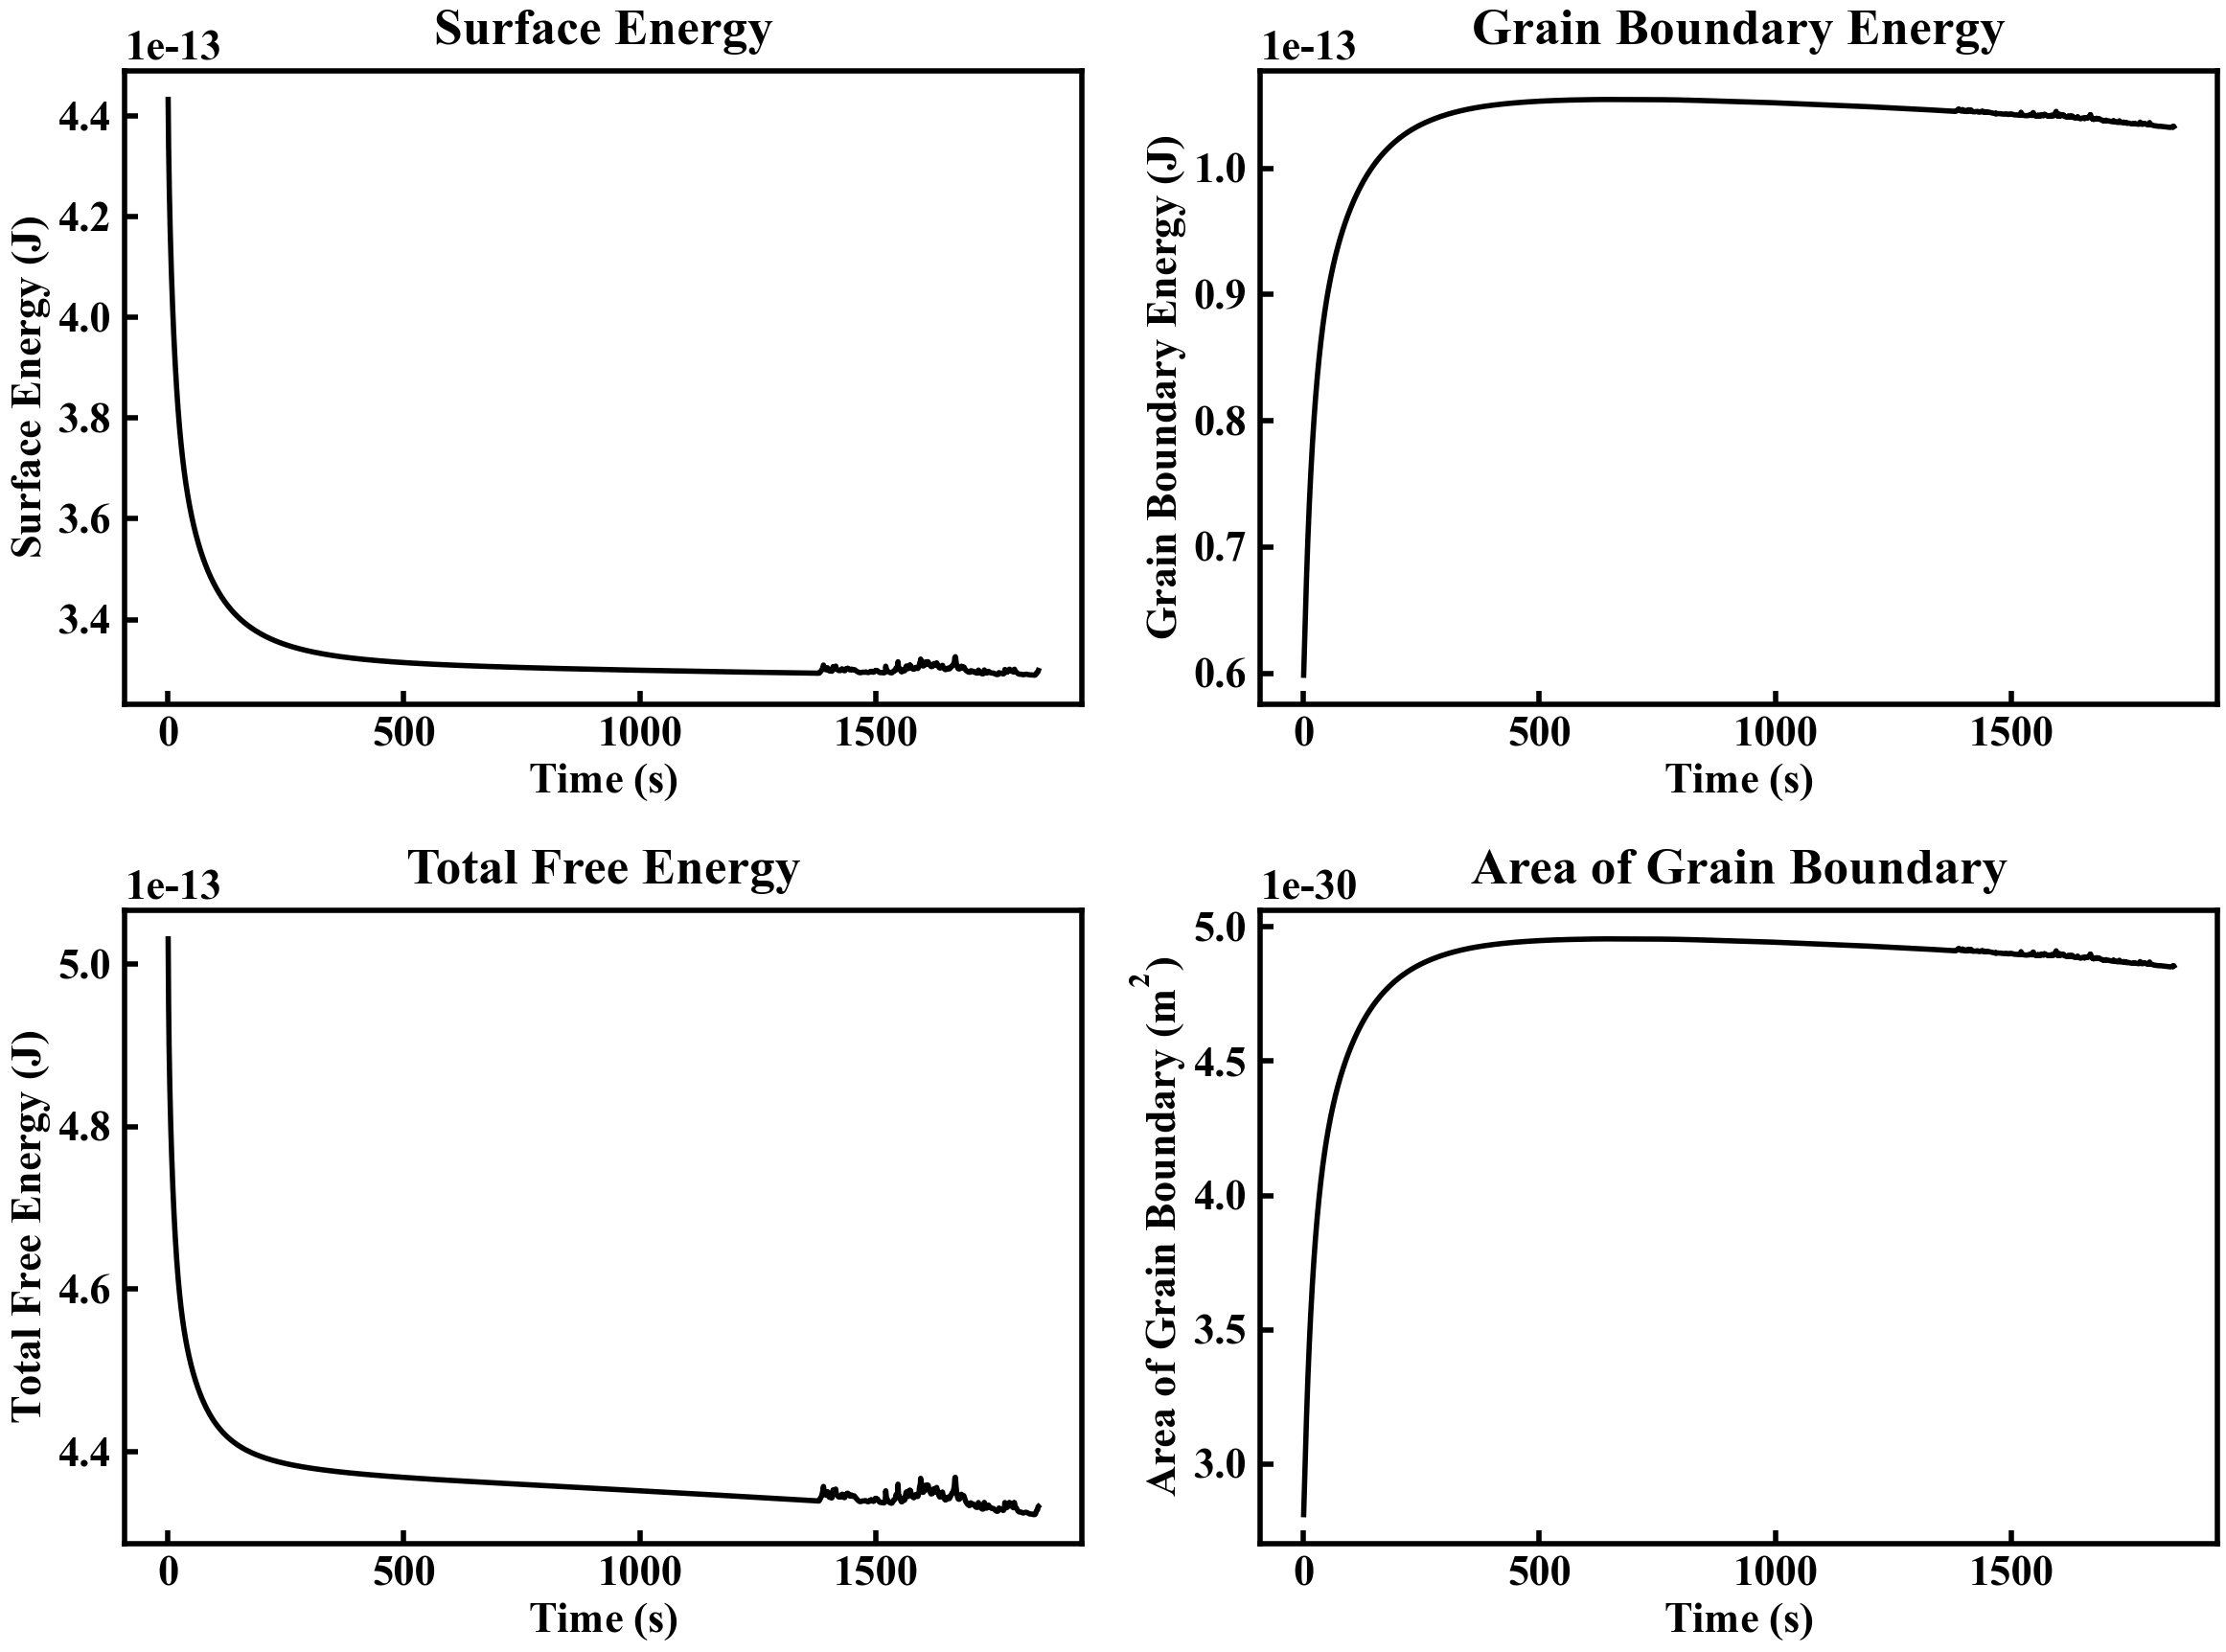 Surface Energy
1e-13
4.4
4.2
4.0
3.8
3.6
3.4
Surface Energy (J)
0 500 1000 1500
Time (s)
Grain Boundary Energy
1e-13
1.0
0.9
0.8
0.7
0.6
Grain Boundary Energy (J)
0 500 1000 1500
Time (s)
Total Free Energy
1e-13
5.0
4.8
4.6
4.4
Total Free Energy (J)
0 500 1000 1500
Time (s)
Area of Grain Boundary
1e-30
5.0
4.5
4.0
3.5
3.0
Area of Grain Boundary (m²)
0 500 1000 1500
Time (s)